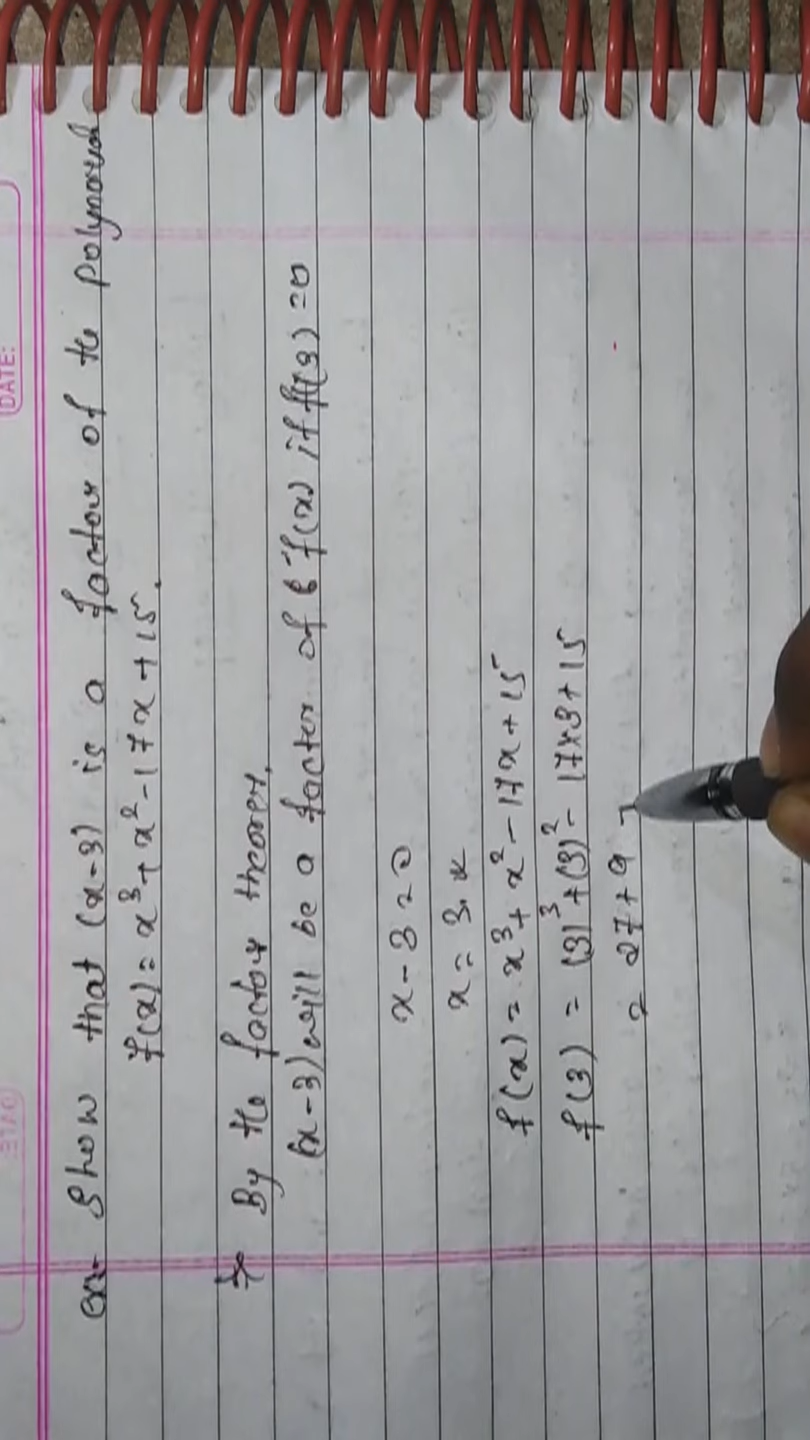 DATE:
Show that (x-3) is a factor of the polynomial
f(x) = x³ + x² - 17x + 15.
By the factor theorem,
(x-3) will be a factor of f(x) if f(3) = 0
x - 3 = 0
x = 3.
f(x) = x³ + x² - 17x + 15
f(3) = (3)³ + (3)² - 17×3 + 15
= 27 + 9 -